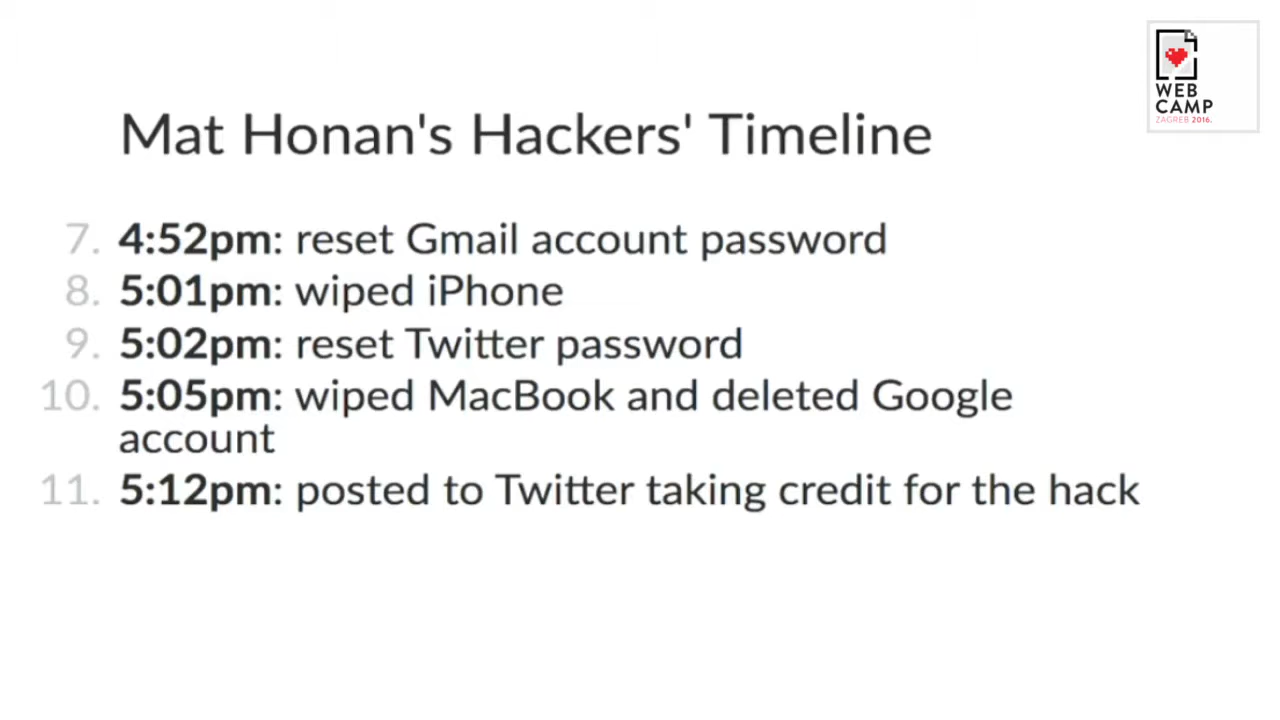 WEB
CAMP
ZAGREB 2016.
Mat Honan's Hackers' Timeline
7. 4:52pm: reset Gmail account password
8. 5:01pm: wiped iPhone
9. 5:02pm: reset Twitter password
10. 5:05pm: wiped MacBook and deleted Google
account
11. 5:12pm: posted to Twitter taking credit for the hack